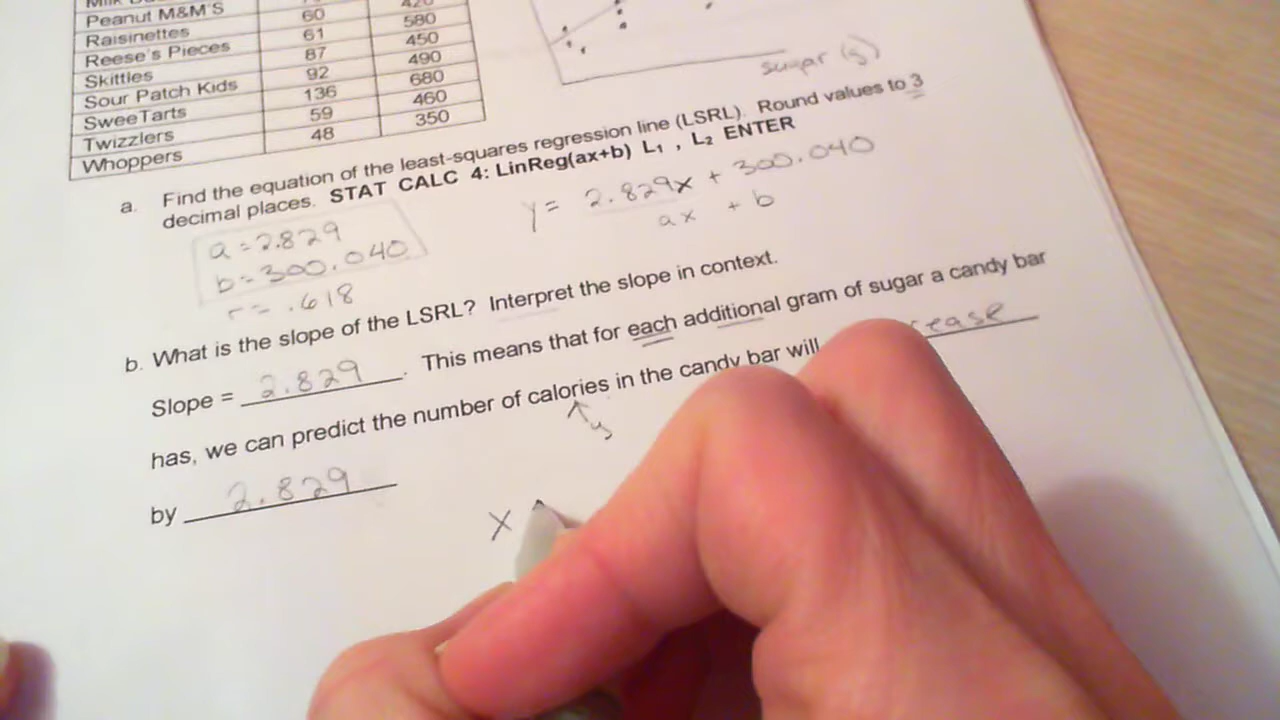 Peanut M&M'S
Raisinettes 60 420
Reese's Pieces 61 580
Skittles 87 450
Sour Patch Kids 92 490
SweeTarts 136 680
Twizzlers 59 460
Whoppers 48 350
sugar (g)
a. Find the equation of the least-squares regression line (LSRL). Round values to 3
decimal places. STAT CALC 4: LinReg(ax+b) L1 , L2 ENTER
a = 2.829
b = 300.040
r = .618
y = 2.829x + 300.040
ax + b
b. What is the slope of the LSRL? Interpret the slope in context.
Slope = 2.829. This means that for each additional gram of sugar a candy bar
has, we can predict the number of calories in the candy bar will rease
y
by 2.829
x